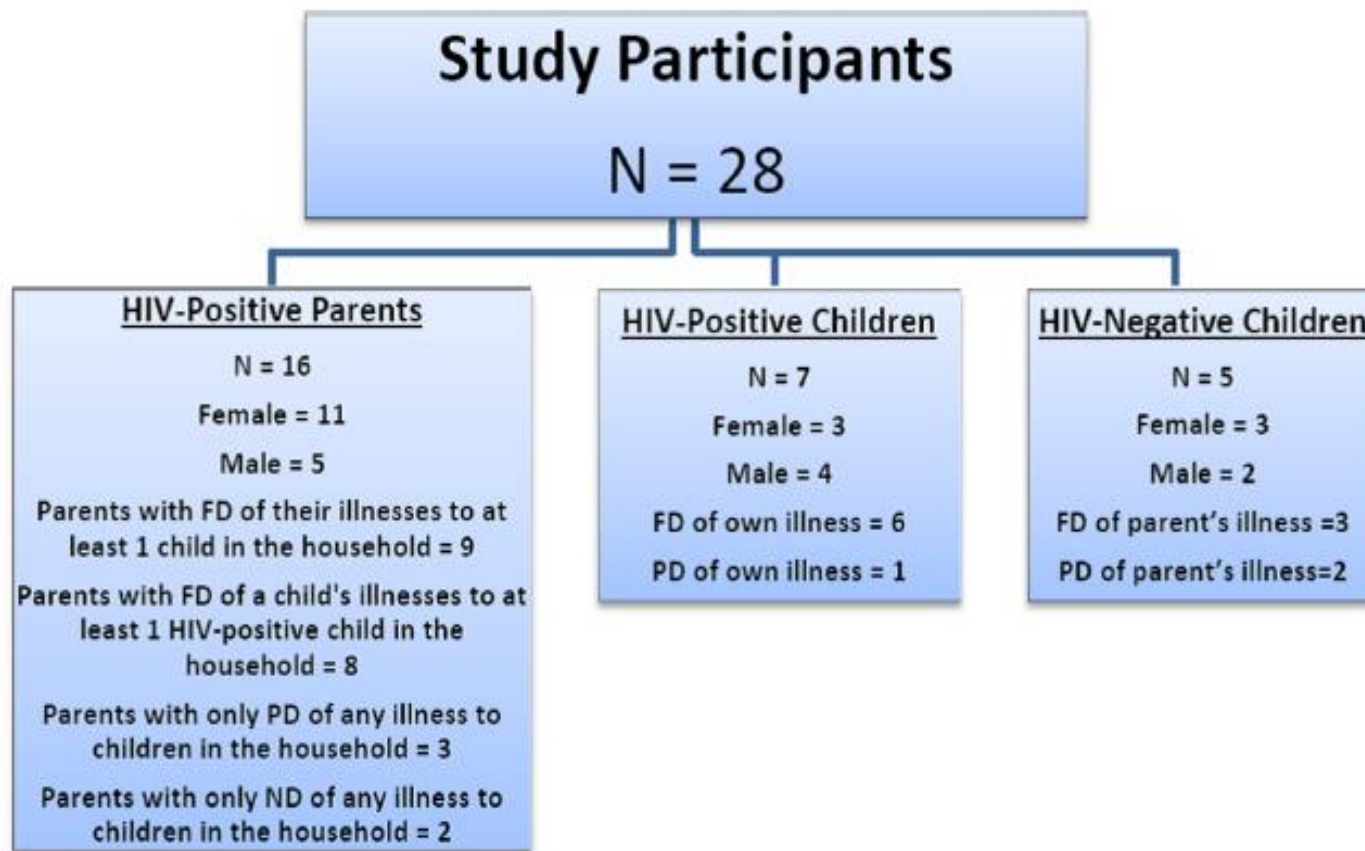 Study Participants
N = 28
HIV-Positive Parents
N = 16
Female = 11
Male = 5
Parents with FD of their illnesses to at
least 1 child in the household = 9
Parents with FD of a child's illnesses to at
least 1 HIV-positive child in the
household = 8
Parents with only PD of any illness to
children in the household = 3
Parents with only ND of any illness to
children in the household = 2
HIV-Positive Children
N = 7
Female = 3
Male = 4
FD of own illness = 6
PD of own illness = 1
HIV-Negative Children
N = 5
Female = 3
Male = 2
FD of parent’s illness =3
PD of parent’s illness=2